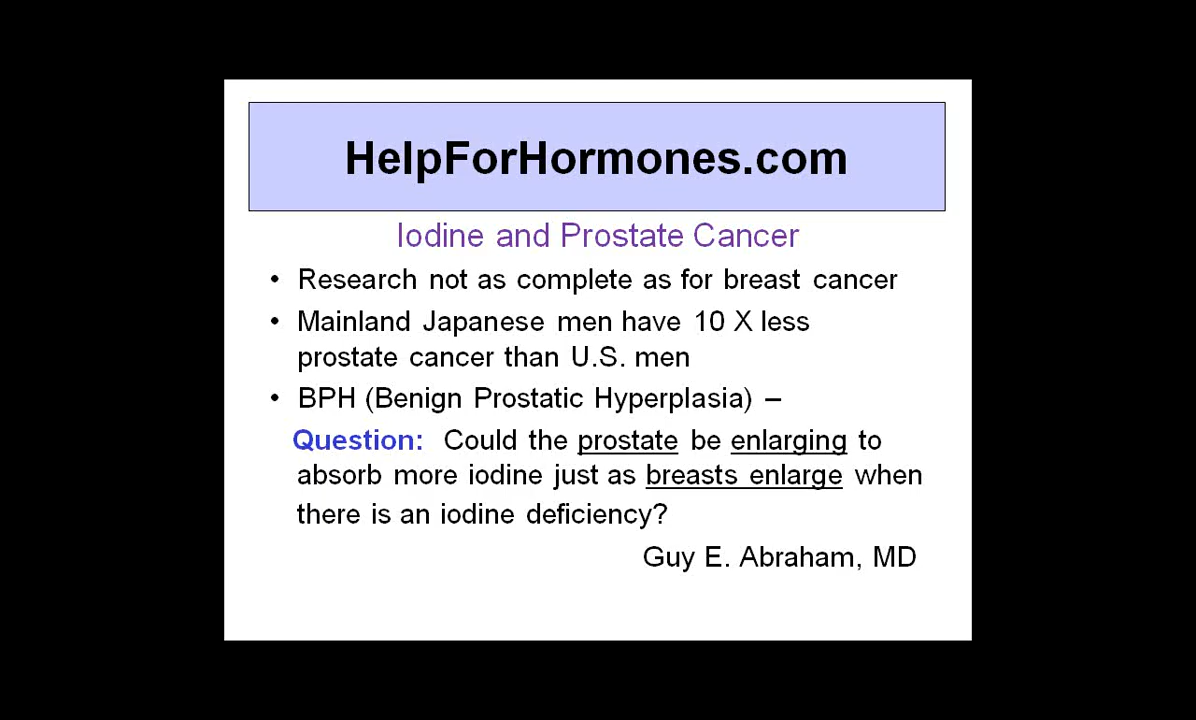 HelpForHormones.com
Iodine and Prostate Cancer
• Research not as complete as for breast cancer
• Mainland Japanese men have 10 X less
prostate cancer than U.S. men
• BPH (Benign Prostatic Hyperplasia) –
Question: Could the prostate be enlarging to
absorb more iodine just as breasts enlarge when
there is an iodine deficiency?
Guy E. Abraham, MD